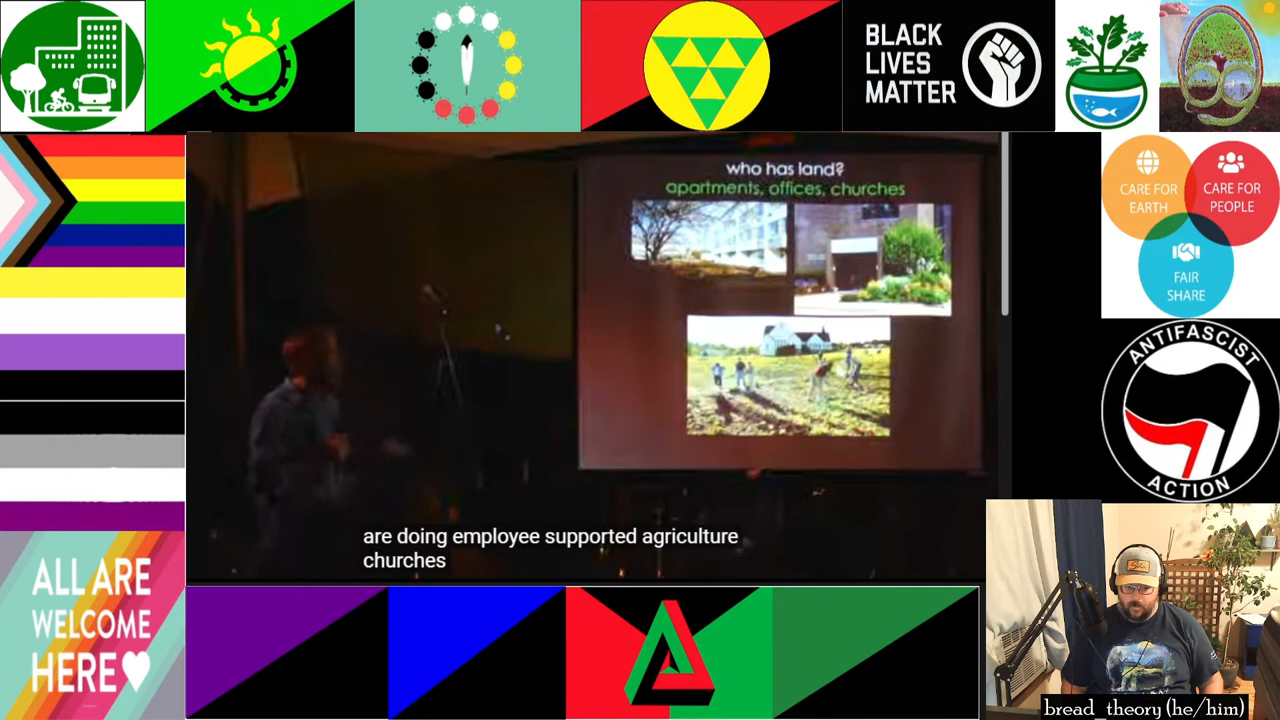 BLACK
LIVES
MATTER
who has land?
apartments, offices, churches
CARE FOR
EARTH
CARE FOR
PEOPLE
FAIR
SHARE
ANTIFASCIST
ACTION
are doing employee supported agriculture
churches
ALL ARE
WELCOME
HERE
bread_theory (he/him)